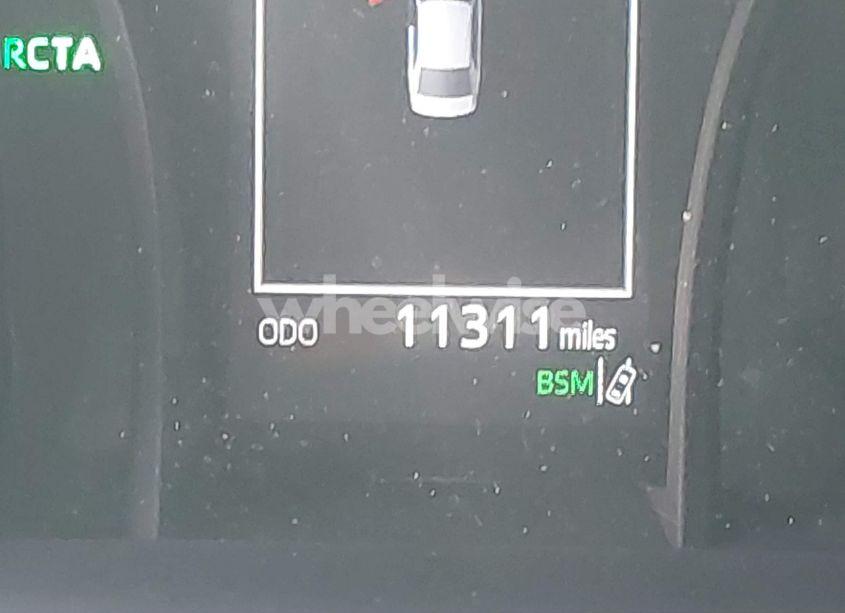 RCTA
wheelwise
ODO 11311 miles
BSM